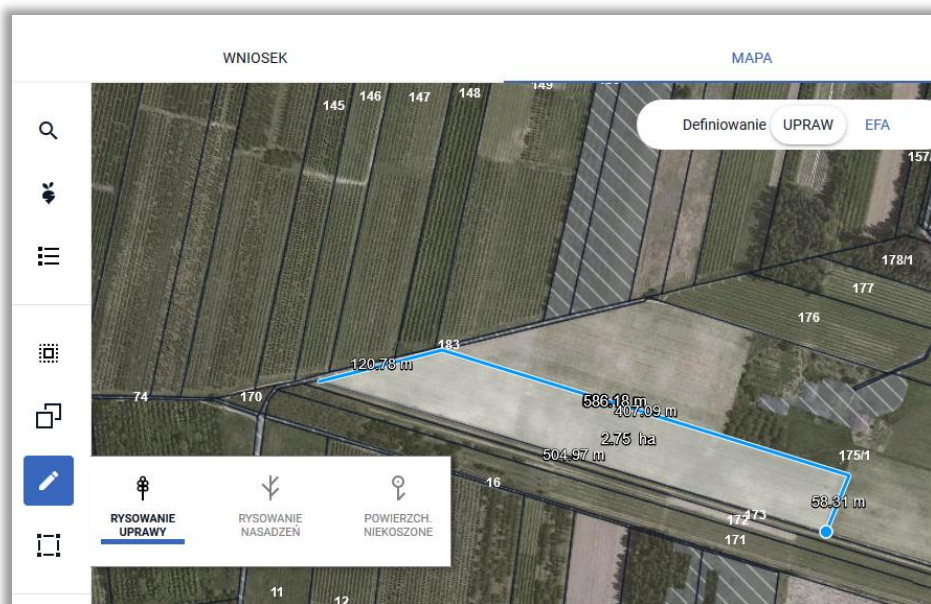 WNIOSEK
MAPA
145
146
147
148
149
Definiowanie UPRAW EFA
157/
178/1
177
176
183
120.78 m
74
170
586.18 m
407.09 m
2.75 ha
504.97 m
175/1
58.31 m
16
172
173
171
RYSOWANIE
UPRAWY
RYSOWANIE
NASADZEŃ
POWIERZCH.
NIEKOSZONE
11
12